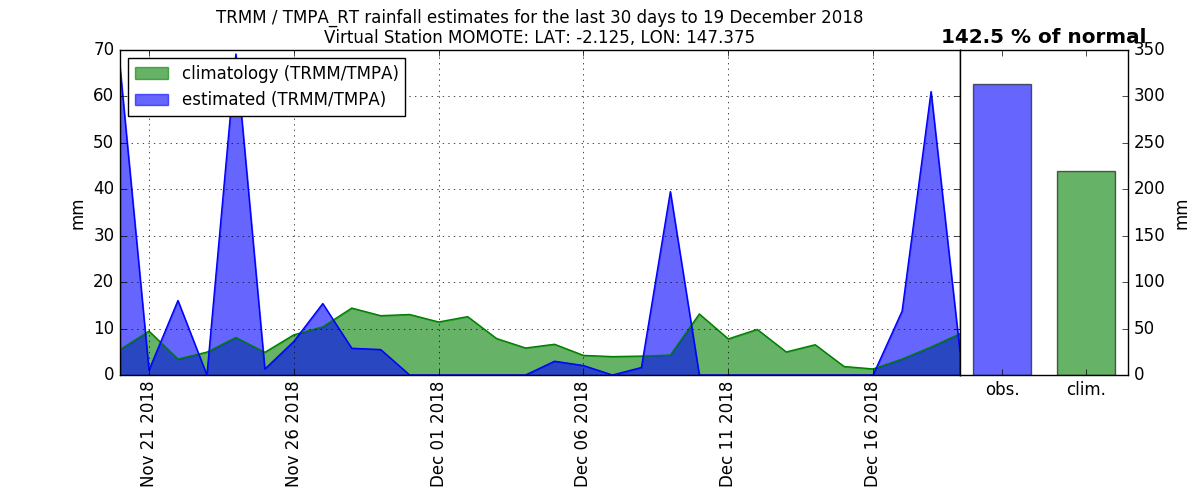 TRMM / TMPA_RT rainfall estimates for the last 30 days to 19 December 2018
Virtual Station MOMOTE: LAT: -2.125, LON: 147.375
142.5 % of normal
climatology (TRMM/TMPA)
estimated (TRMM/TMPA)
70
60
50
40
30
20
10
0
mm
Nov 21 2018
Nov 26 2018
Dec 01 2018
Dec 06 2018
Dec 11 2018
Dec 16 2018
350
300
250
200
150
100
50
0
mm
obs.
clim.